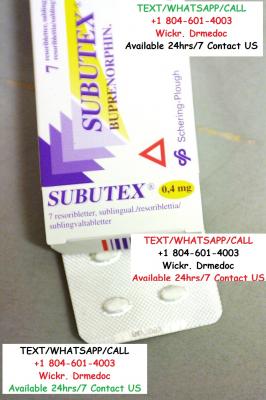 TEXT/WHATSAPP/CALL
+1 804-601-4003
Wickr. Drmedoc
Available 24hrs/7 Contact US
SUBUTEX®
BUPRENORPHIN.
Schering-Plough
SUBUTEX® 0,4 mg
7 resoribletter, sublingual./resoriblettia/
sublingvaltabletter
TEXT/WHATSAPP/CALL
+1 804-601-4003
Wickr. Drmedoc
Available 24hrs/7 Contact US
TEXT/WHATSAPP/CALL
+1 804-601-4003
Wickr. Drmedoc
Available 24hrs/7 Contact US